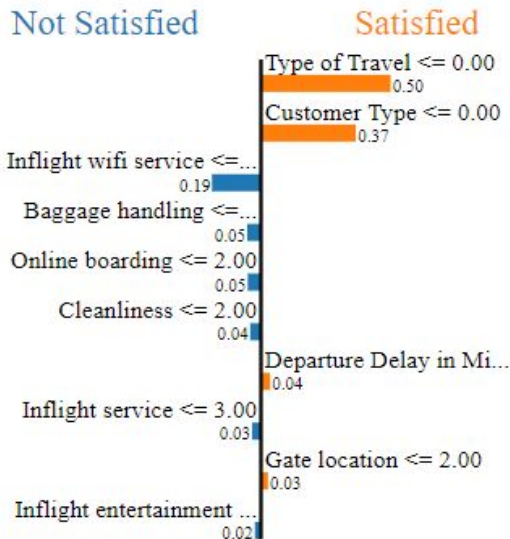 Not Satisfied Satisfied
Type of Travel <= 0.00
0.50
Customer Type <= 0.00
0.37
Inflight wifi service <=...
0.19
Baggage handling <=...
0.05
Online boarding <= 2.00
0.05
Cleanliness <= 2.00
0.04
Departure Delay in Mi...
0.04
Inflight service <= 3.00
0.03
Gate location <= 2.00
0.03
Inflight entertainment ...
0.02